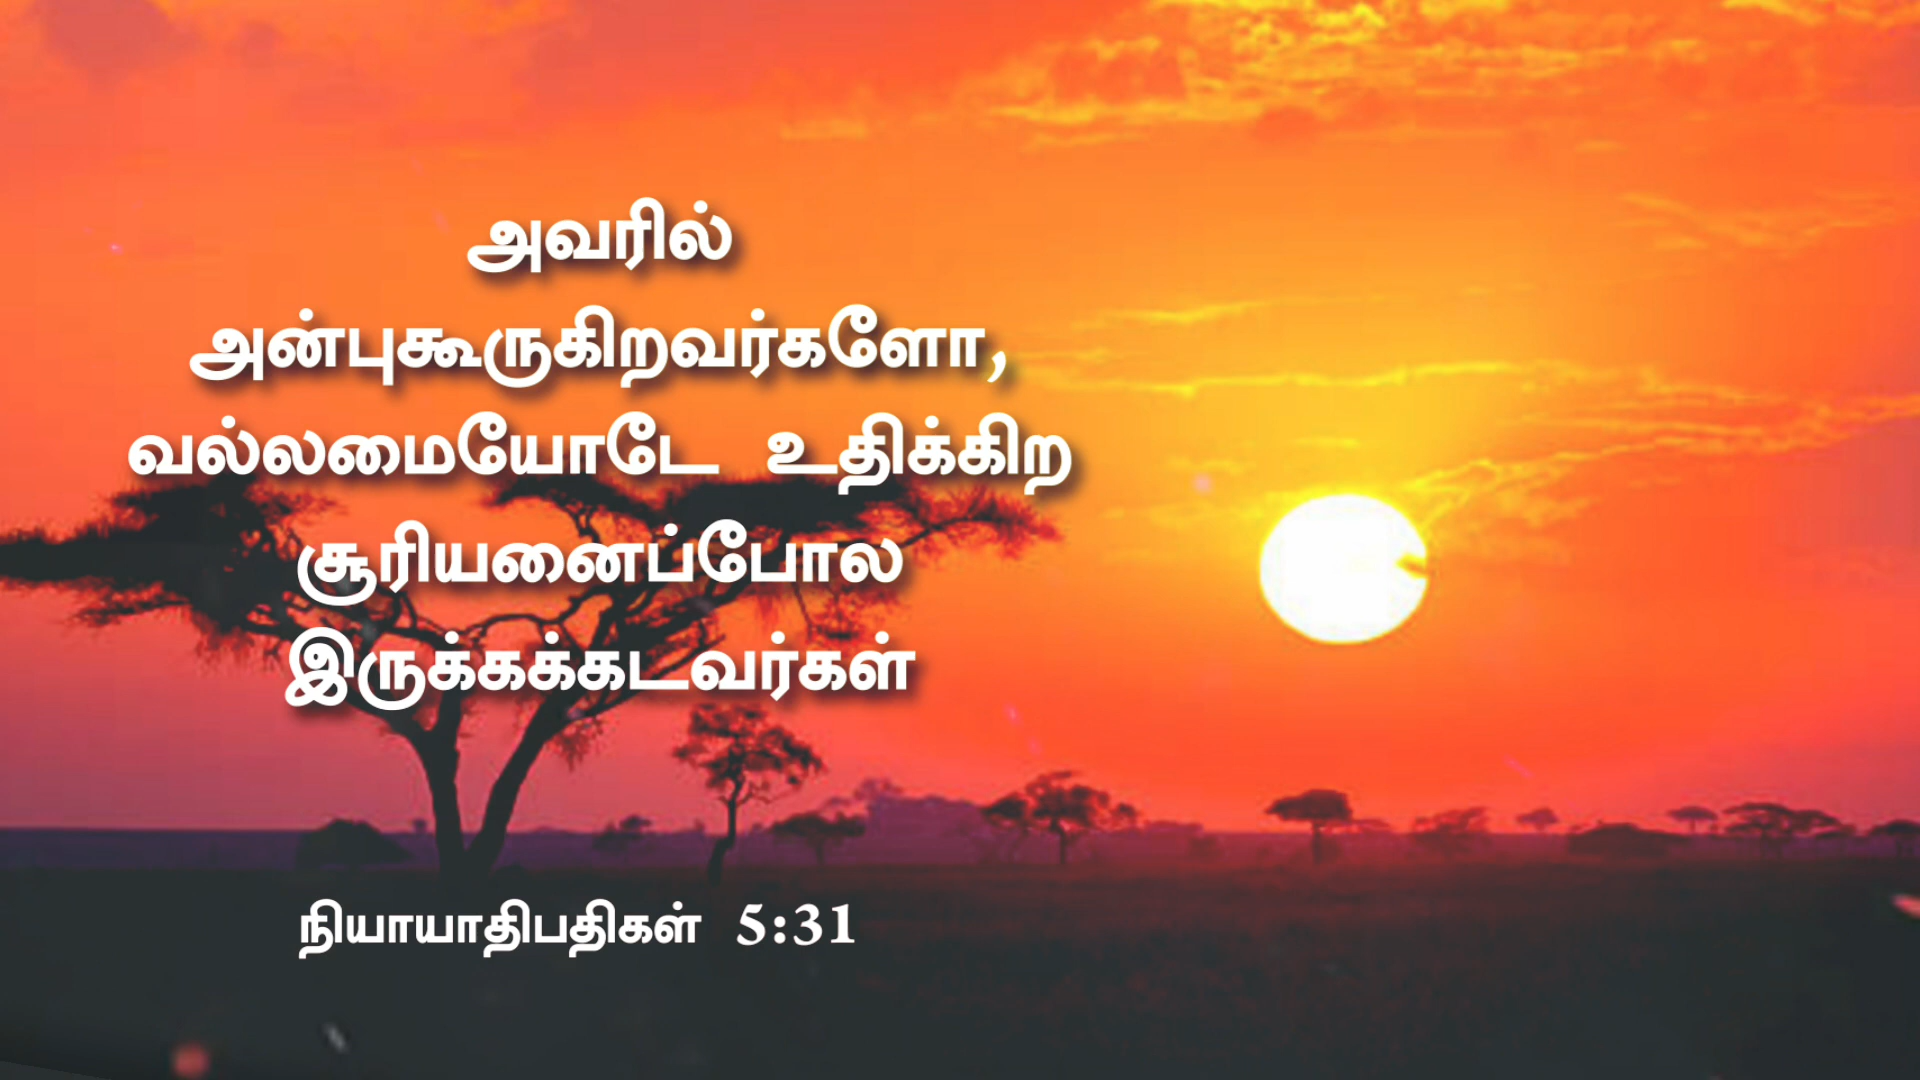 அவரில்
அன்புகூருகிறவர்களோ,
வல்லமையோடே உதிக்கிற
சூரியனைப்போல
இருக்கக்கடவர்கள்
நியாயாதிபதிகள் 5:31